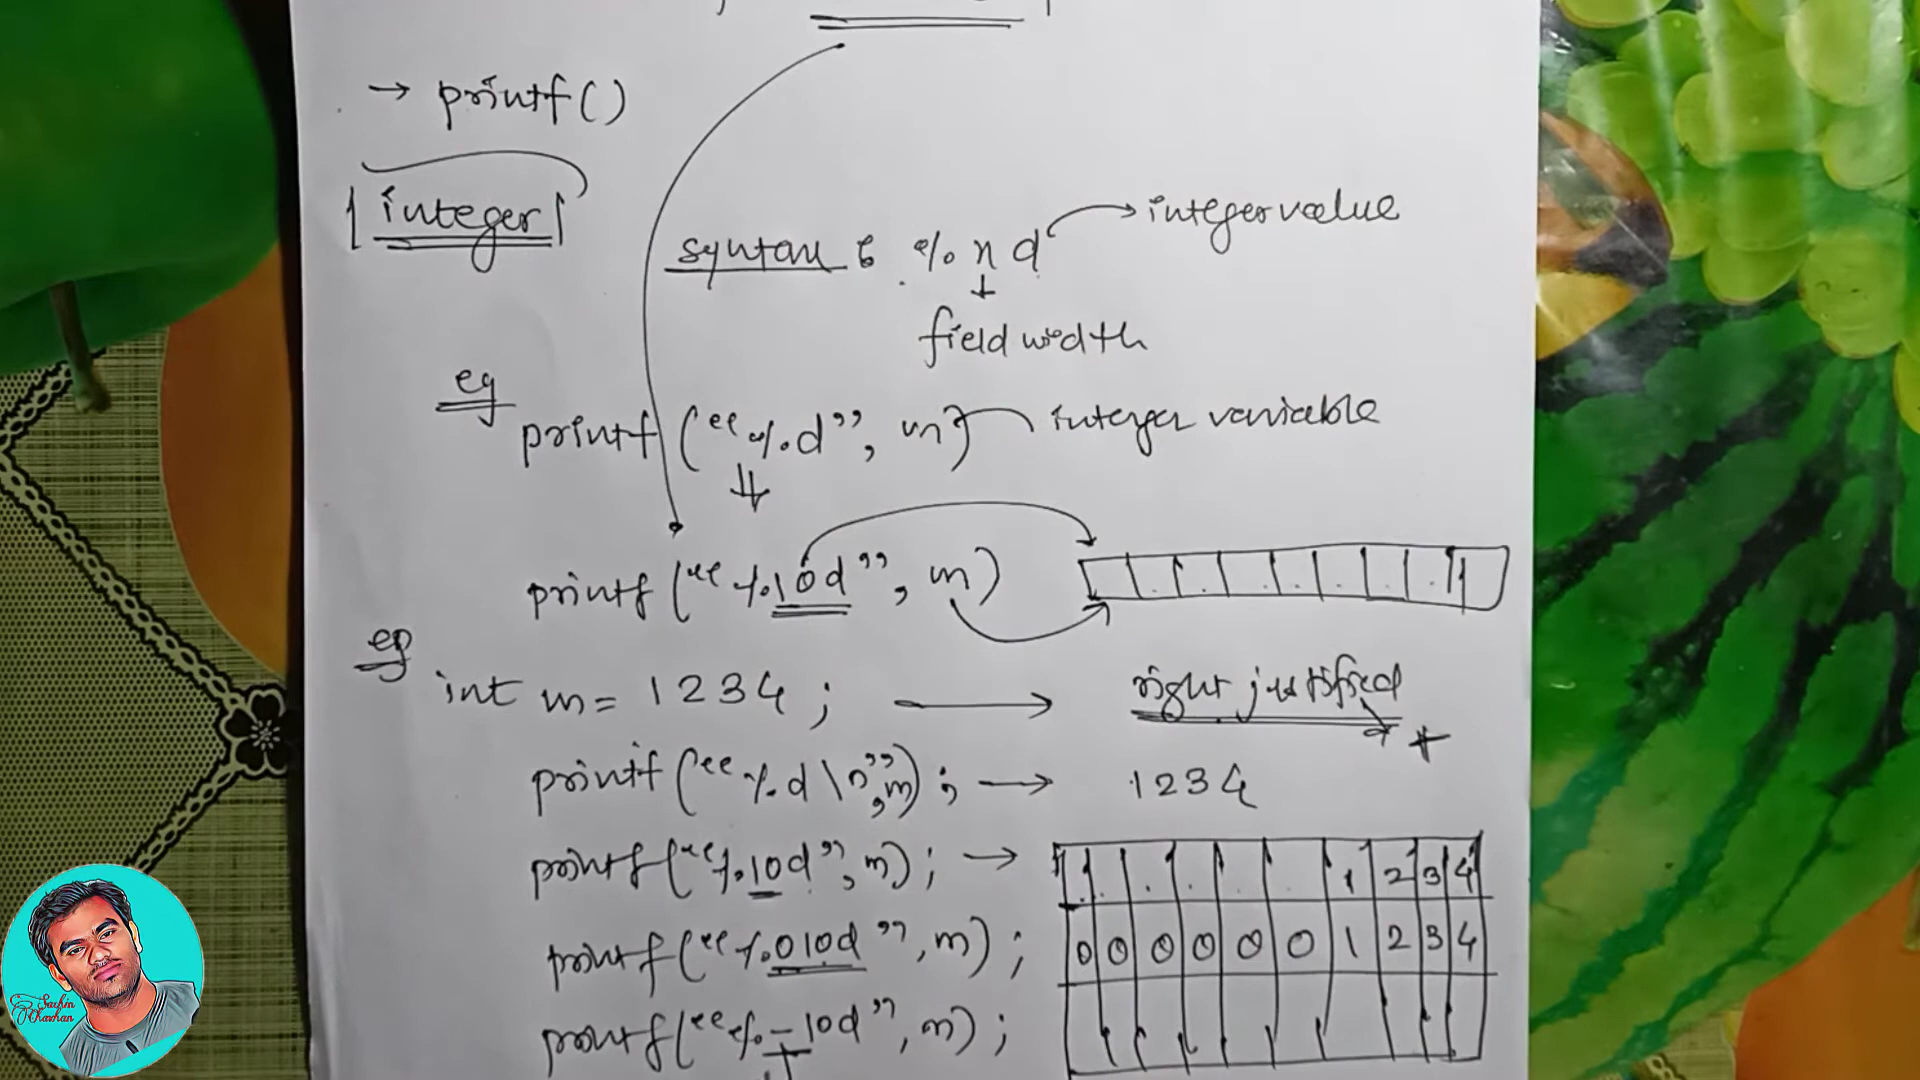 → printf()
integer
syntax : % n d → integer value
field width
eg
printf ("%d", m) integer variable
printf ("%10d", m)
eg
int m = 1234 ; → right justified
printf ("%d\n", m) ; → 1234
printf ("%10d", m) ; → 1 2 3 4
printf ("%010d", m) ; 0 0 0 0 0 0 1 2 3 4
printf ("%-10d", m) ;
Sachin
Chavhan